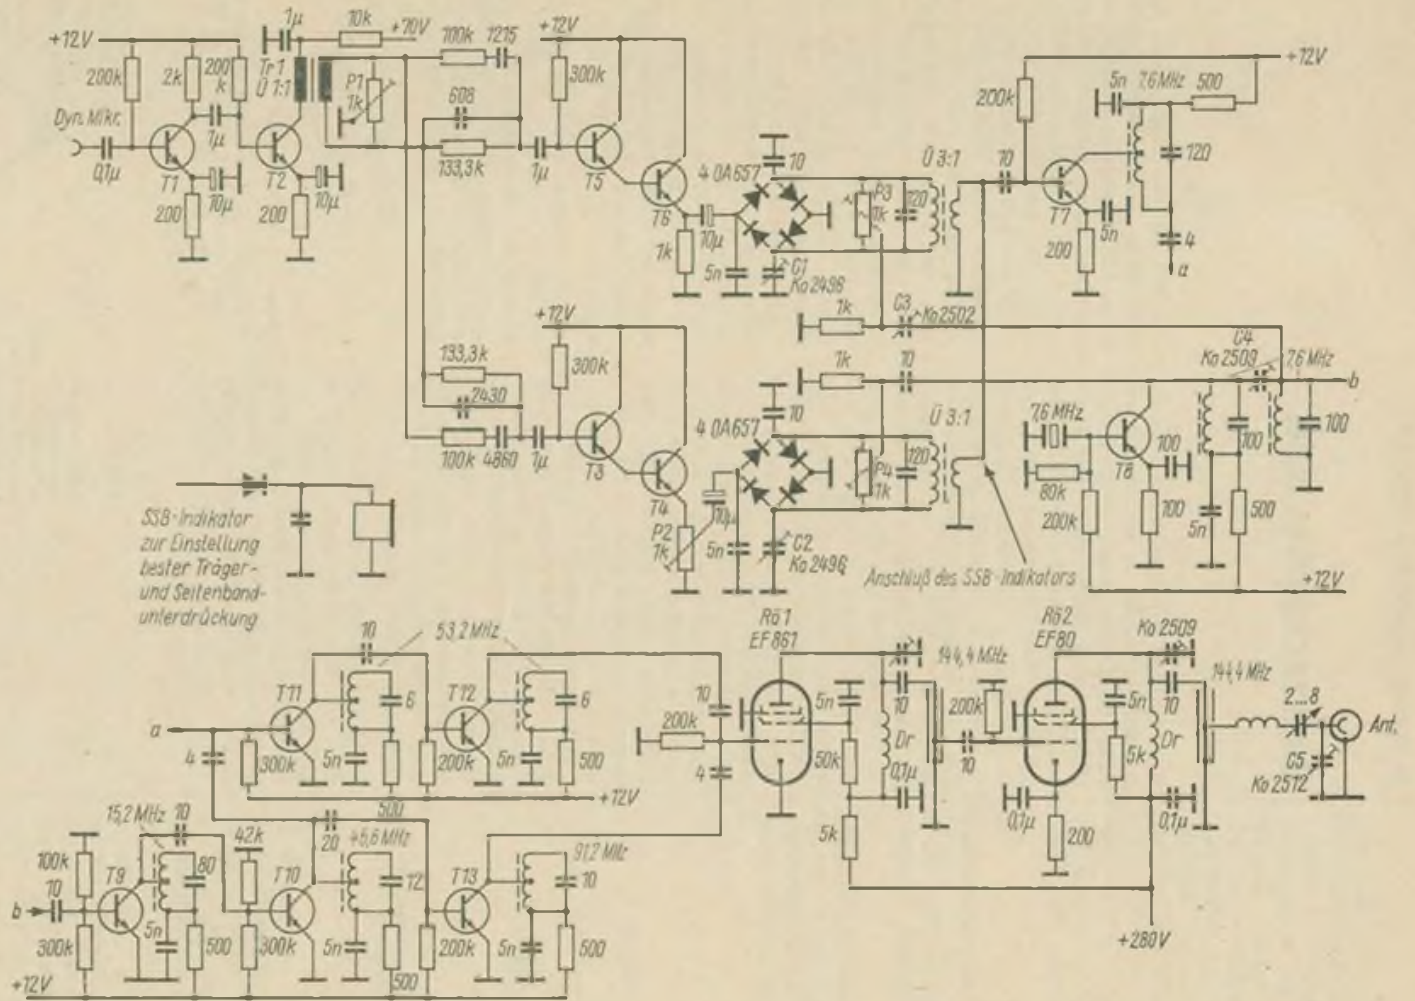 1µ
10k
+70V
+12V
200k
2k
200
k
Tr1
Ü 1:1
P1
1k
100k
1215
+12V
300k
608
133,3k
1µ
T5
T6
1k
10µ
Dyn. Mikr.
0,1µ
T1
1µ
T2
10µ
10µ
200
200
4 OA657
10
5n
C1
Ko 2496
P3
1k
120
Ü 3:1
10
200k
T7
200
5n
5n
7,6 MHz
500
+12V
120
4
a
+12V
133,3k
2430
100k
4860
1µ
300k
T3
T4
P2
1k
10µ
1k
C3
Ko2502
1k
10
4 OA657
10
5n
C2
Ko 2496
P4
1k
120
Ü 3:1
C4
Ko 2509
7,6 MHz
b
7,6 MHz
T8
80k
200k
100
100
100
5n
500
100
+12V
Anschluß des SSB-Indikators
SSB-Indikator
zur Einstellung
bester Träger-
und Seitenband-
unterdrückung
a
4
T11
10
53,2 MHz
6
300k
5n
500
T12
6
200k
5n
500
+12V
10
200k
4
Rö 1
EF 861
5n
50k
5k
10
Dr
0,1µ
144,4 MHz
200k
10
Rö2
EF80
0,1µ
200
5n
5k
Ko 2509
10
Dr
0,1µ
144,4 MHz
2...8
C5
Ko 2512
Ant.
+280V
15,2 MHz
10
100k
10
b
300k
T9
80
5n
500
42k
T10
300k
20
45,6 MHz
12
5n
500
T13
200k
91,2 MHz
10
5n
500
+12V